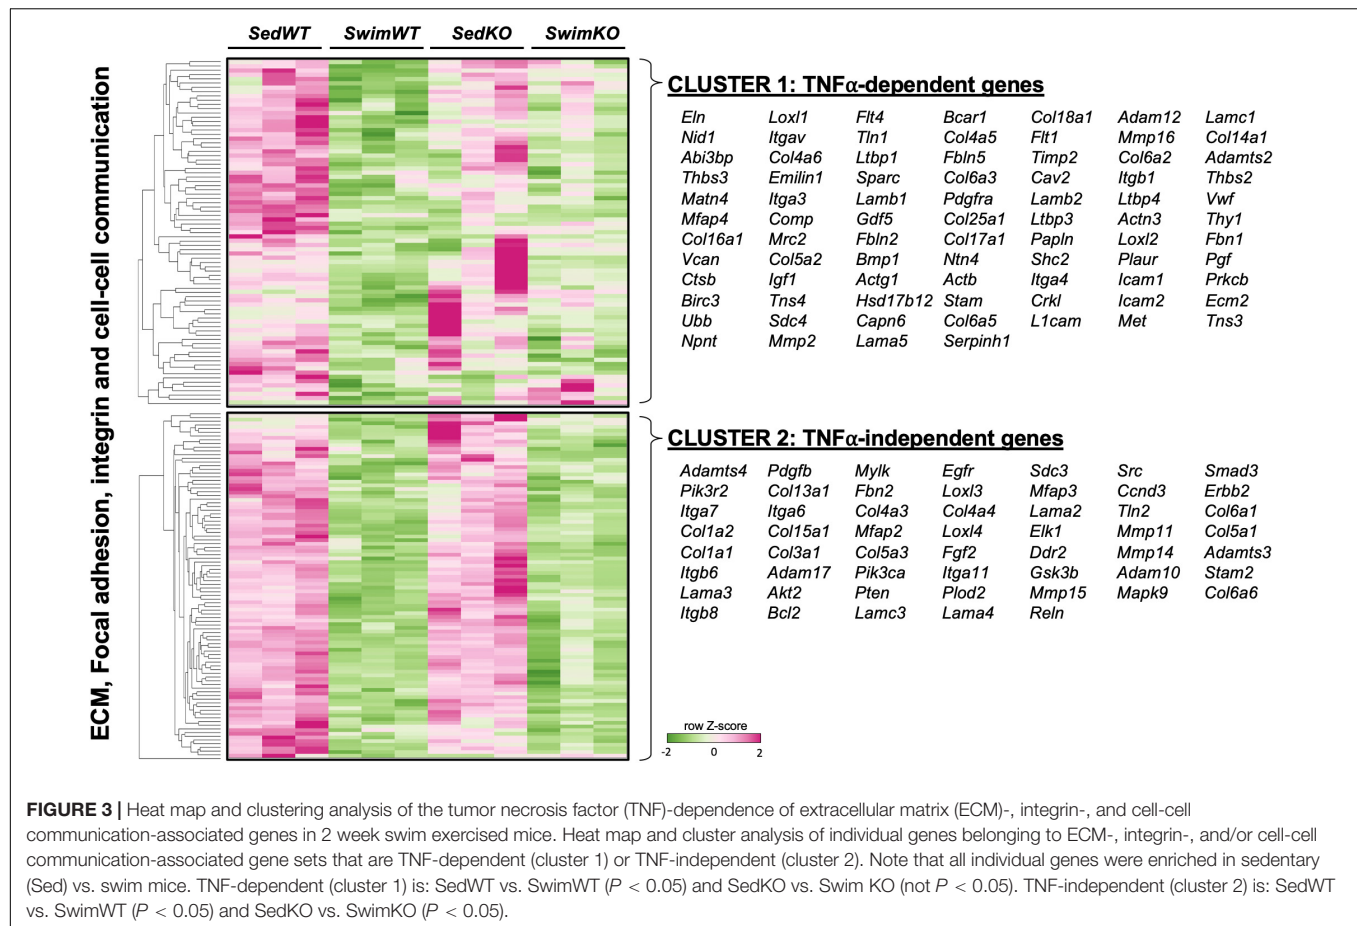 SedWT SwimWT SedKO SwimKO
ECM, Focal adhesion, integrin and cell-cell communication
CLUSTER 1: TNFα-dependent genes
Eln Loxl1 Flt4 Bcar1 Col18a1 Adam12 Lamc1
Nid1 Itgav Tln1 Col4a5 Flt1 Mmp16 Col14a1
Abi3bp Col4a6 Ltbp1 Fbln5 Timp2 Col6a2 Adamts2
Thbs3 Emilin1 Sparc Col6a3 Cav2 Itgb1 Thbs2
Matn4 Itga3 Lamb1 Pdgfra Lamb2 Ltbp4 Vwf
Mfap4 Comp Gdf5 Col25a1 Ltbp3 Actn3 Thy1
Col16a1 Mrc2 Fbln2 Col17a1 Papln Loxl2 Fbn1
Vcan Col5a2 Bmp1 Ntn4 Shc2 Plaur Pgf
Ctsb Igf1 Actg1 Actb Itga4 Icam1 Prkcb
Birc3 Tns4 Hsd17b12 Stam Crkl Icam2 Ecm2
Ubb Sdc4 Capn6 Col6a5 L1cam Met Tns3
Npnt Mmp2 Lama5 Serpinh1
CLUSTER 2: TNFα-independent genes
Adamts4 Pdgfb Mylk Egfr Sdc3 Src Smad3
Pik3r2 Col13a1 Fbn2 Loxl3 Mfap3 Ccnd3 Erbb2
Itga7 Itga6 Col4a3 Col4a4 Lama2 Tln2 Col6a1
Col1a2 Col15a1 Mfap2 Loxl4 Elk1 Mmp11 Col5a1
Col1a1 Col3a1 Col5a3 Fgf2 Ddr2 Mmp14 Adamts3
Itgb6 Adam17 Pik3ca Itga11 Gsk3b Adam10 Stam2
Lama3 Akt2 Pten Plod2 Mmp15 Mapk9 Col6a6
Itgb8 Bcl2 Lamc3 Lama4 Reln
row Z-score
-2 0 2
FIGURE 3 | Heat map and clustering analysis of the tumor necrosis factor (TNF)-dependence of extracellular matrix (ECM)-, integrin-, and cell-cell
communication-associated genes in 2 week swim exercised mice. Heat map and cluster analysis of individual genes belonging to ECM-, integrin-, and/or cell-cell
communication-associated gene sets that are TNF-dependent (cluster 1) or TNF-independent (cluster 2). Note that all individual genes were enriched in sedentary
(Sed) vs. swim mice. TNF-dependent (cluster 1) is: SedWT vs. SwimWT (P < 0.05) and SedKO vs. Swim KO (not P < 0.05). TNF-independent (cluster 2) is: SedWT
vs. SwimWT (P < 0.05) and SedKO vs. SwimKO (P < 0.05).